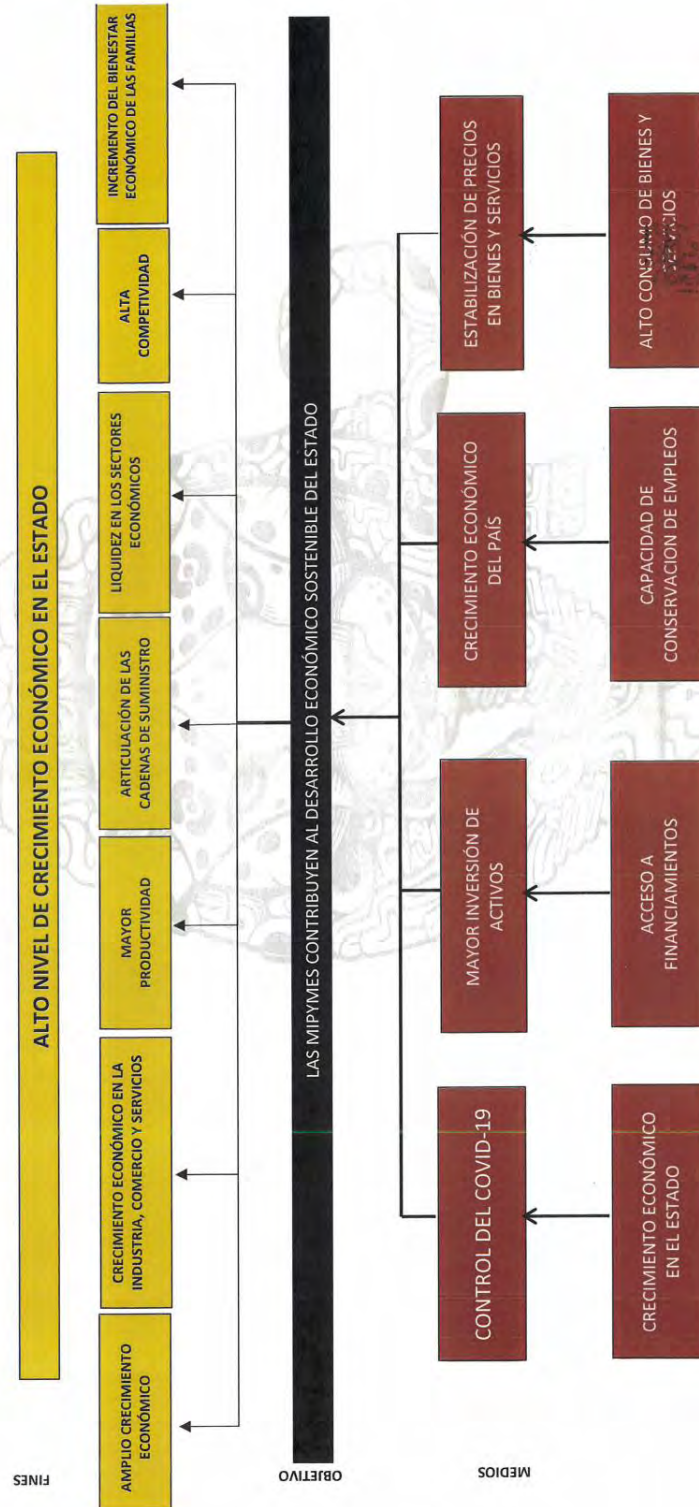 FINES
ALTO NIVEL DE CRECIMIENTO ECONÓMICO EN EL ESTADO
AMPLIO CRECIMIENTO
ECONÓMICO
CRECIMIENTO ECONÓMICO EN LA
INDUSTRIA, COMERCIO Y SERVICIOS
MAYOR
PRODUCTIVIDAD
ARTICULACIÓN DE LAS
CADENAS DE SUMINISTRO
LIQUIDEZ EN LOS SECTORES
ECONÓMICOS
ALTA
COMPETIVIDAD
INCREMENTO DEL BIENESTAR
ECONÓMICO DE LAS FAMILIAS
OBJETIVO
LAS MIPYMES CONTRIBUYEN AL DESARROLLO ECONÓMICO SOSTENIBLE DEL ESTADO
MEDIOS
CONTROL DEL COVID-19
MAYOR INVERSIÓN DE
ACTIVOS
CRECIMIENTO ECONÓMICO
DEL PAÍS
ESTABILIZACIÓN DE PRECIOS
EN BIENES Y SERVICIOS
CRECIMIENTO ECONÓMICO
EN EL ESTADO
ACCESO A
FINANCIAMIENTOS
CAPACIDAD DE
CONSERVACION DE EMPLEOS
ALTO CONSUMO DE BIENES Y
SERVICIOS